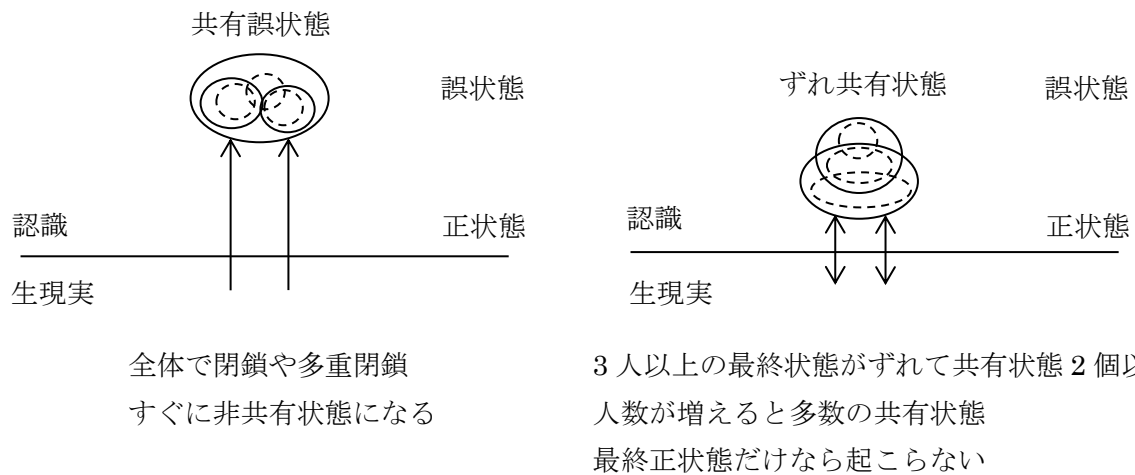 共有誤状態
誤状態
認識
正状態
生現実
全体で閉鎖や多重閉鎖
すぐに非共有状態になる
ずれ共有状態
誤状態
認識
正状態
生現実
3人以上の最終状態がずれて共有状態2個以
人数が増えると多数の共有状態
最終正状態だけなら起こらない